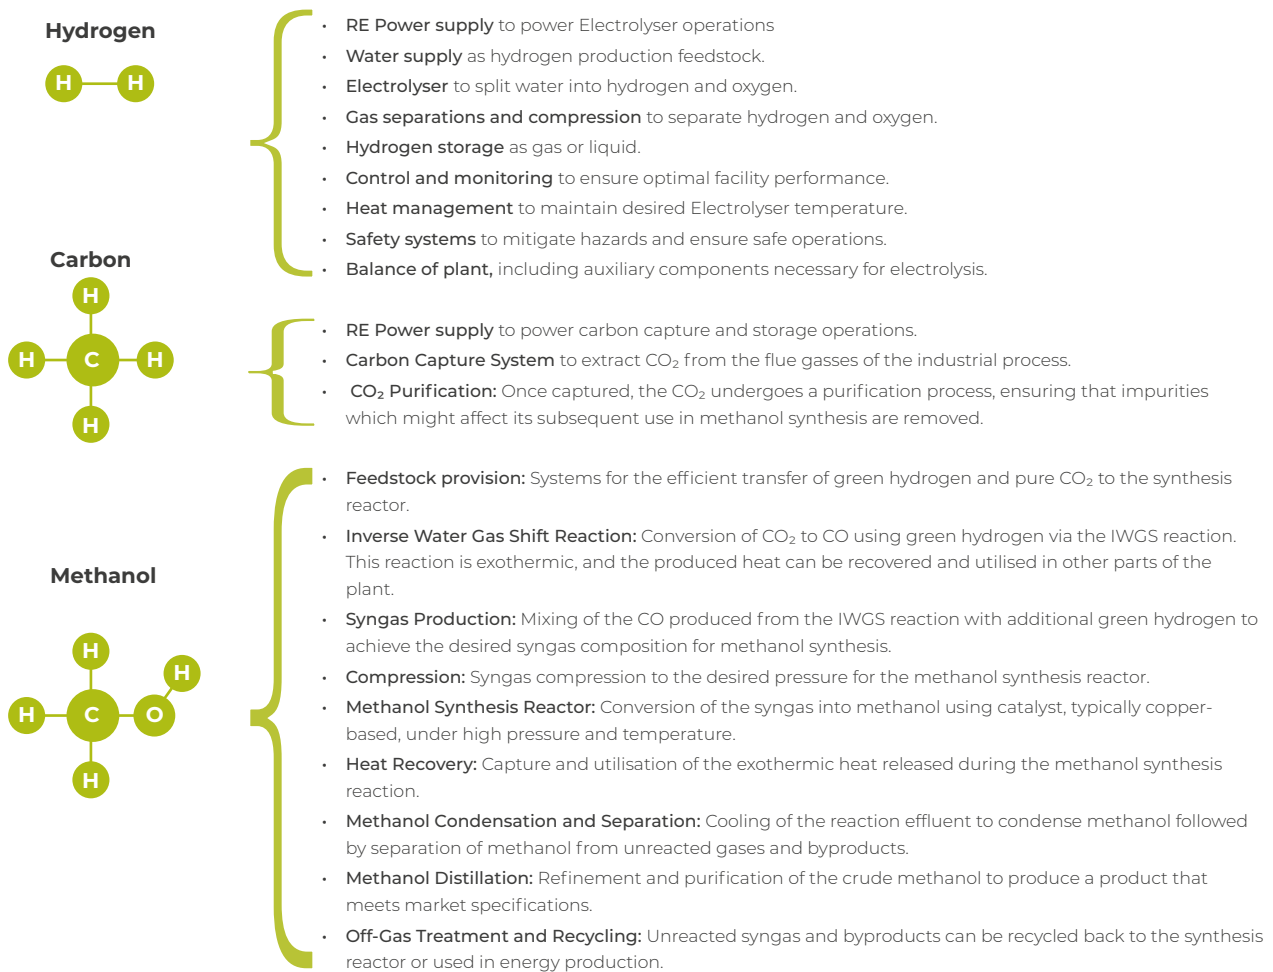 Hydrogen
H H
• RE Power supply to power Electrolyser operations
• Water supply as hydrogen production feedstock.
• Electrolyser to split water into hydrogen and oxygen.
• Gas separations and compression to separate hydrogen and oxygen.
• Hydrogen storage as gas or liquid.
• Control and monitoring to ensure optimal facility performance.
• Heat management to maintain desired Electrolyser temperature.
• Safety systems to mitigate hazards and ensure safe operations.
• Balance of plant, including auxiliary components necessary for electrolysis.
Carbon
H
H C H
H
• RE Power supply to power carbon capture and storage operations.
• Carbon Capture System to extract CO₂ from the flue gasses of the industrial process.
• CO₂ Purification: Once captured, the CO₂ undergoes a purification process, ensuring that impurities
which might affect its subsequent use in methanol synthesis are removed.
Methanol
H
H
H C O
H
• Feedstock provision: Systems for the efficient transfer of green hydrogen and pure CO₂ to the synthesis
reactor.
• Inverse Water Gas Shift Reaction: Conversion of CO₂ to CO using green hydrogen via the IWGS reaction.
This reaction is exothermic, and the produced heat can be recovered and utilised in other parts of the
plant.
• Syngas Production: Mixing of the CO produced from the IWGS reaction with additional green hydrogen to
achieve the desired syngas composition for methanol synthesis.
• Compression: Syngas compression to the desired pressure for the methanol synthesis reactor.
• Methanol Synthesis Reactor: Conversion of the syngas into methanol using catalyst, typically copper-
based, under high pressure and temperature.
• Heat Recovery: Capture and utilisation of the exothermic heat released during the methanol synthesis
reaction.
• Methanol Condensation and Separation: Cooling of the reaction effluent to condense methanol followed
by separation of methanol from unreacted gases and byproducts.
• Methanol Distillation: Refinement and purification of the crude methanol to produce a product that
meets market specifications.
• Off-Gas Treatment and Recycling: Unreacted syngas and byproducts can be recycled back to the synthesis
reactor or used in energy production.